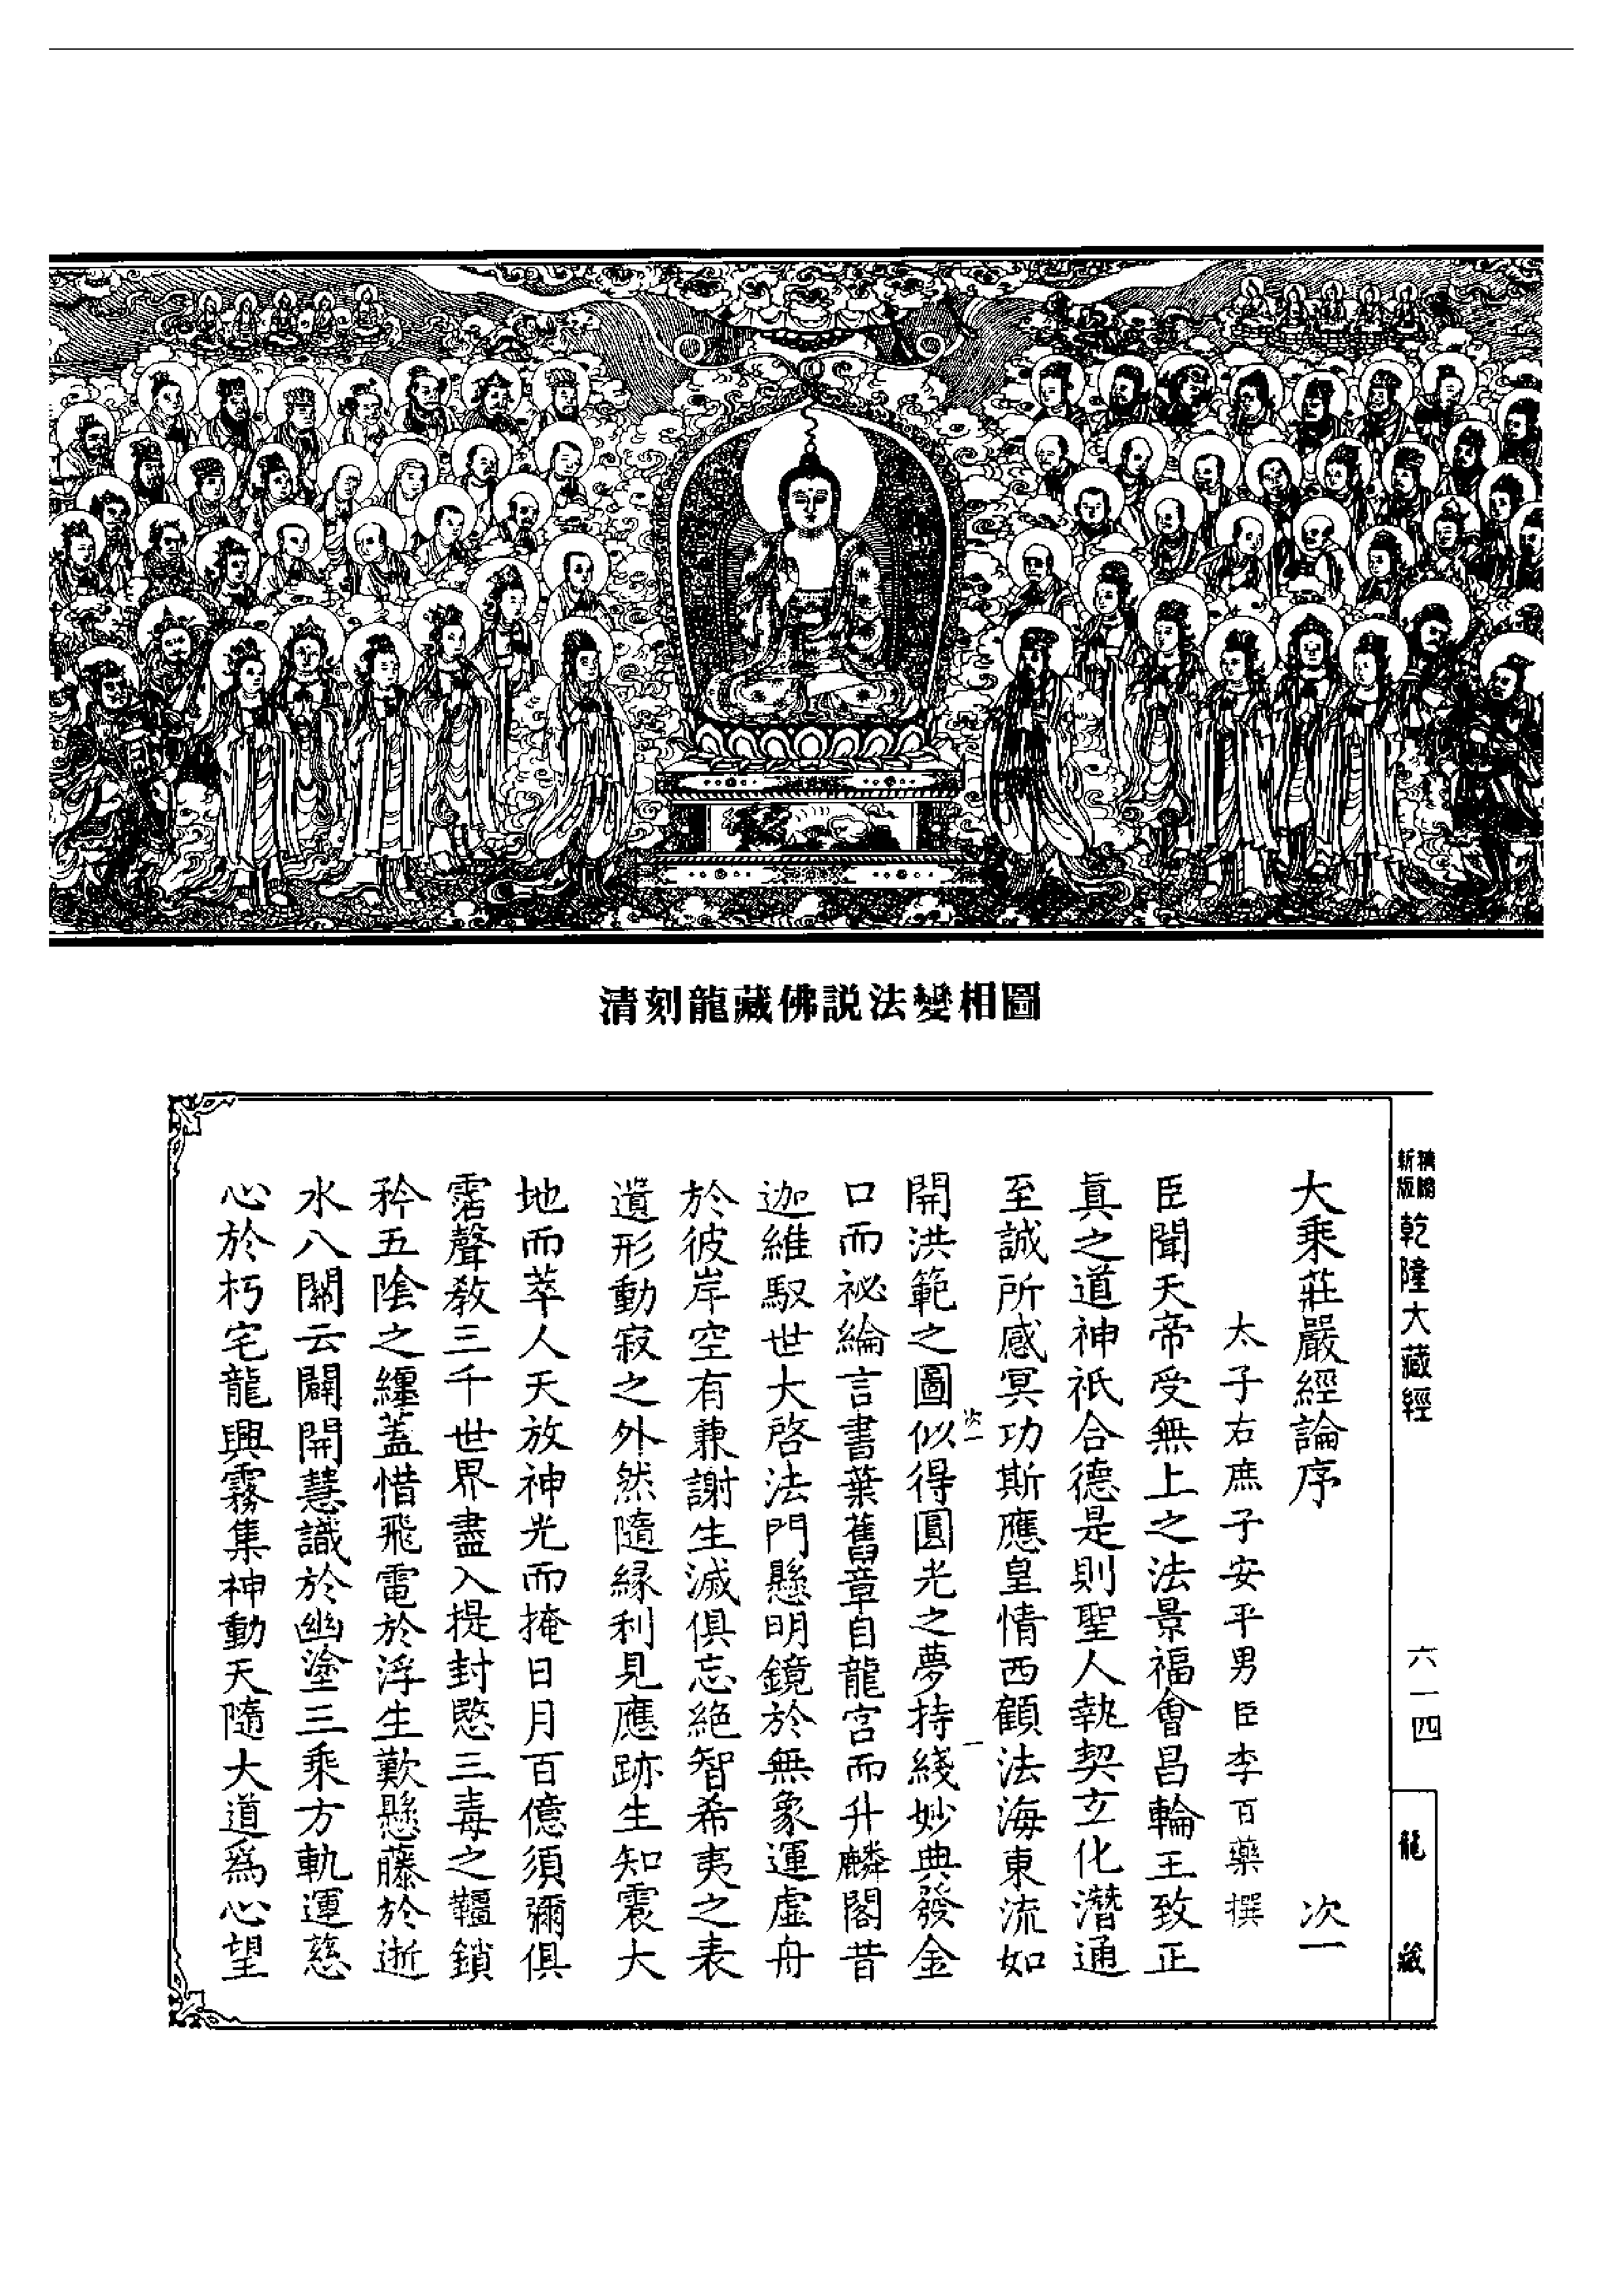 清刻龍藏佛説法變相圖
新版
乾隆大藏經
六一四
龍藏
大乘莊嚴經論序
次一
太子右庶子安平男臣李百藥撰
臣聞天帝受無上之法景福會昌輪王致正
眞之道神祇合德是則聖人執契立化潛通
至誠所感冥功斯應皇情西顧法海東流如
次一
一
開洪範之圖似得圓光之夢持綫妙典發金
口而祕綸言書葉舊章自龍宮而升麟閣昔
迦維馭世大啓法門懸明鏡於無象運虛舟
於彼岸空有兼謝生滅俱忘絶智希夷之表
遺形動寂之外然隨緣利見應跡生知震大
地而萃人天放神光而掩日月百億須彌俱
霑聲教三千世界盡入提封愍三毒之韁鎖
矜五陰之纏蓋惜飛電於浮生歎懸藤於逝
水八關云闢開慧識於幽塗三乘方軌運慈
心於朽宅龍興霧集神動天隨大道爲心望